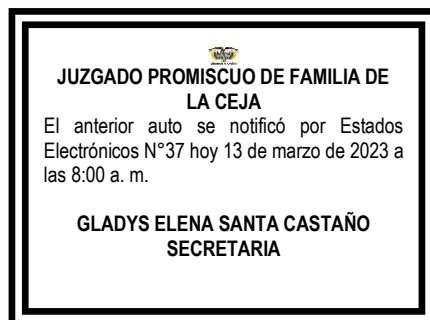 JUZGADO PROMISCUO DE FAMILIA DE
LA CEJA
El anterior auto se notificó por Estados
Electrónicos N°37 hoy 13 de marzo de 2023 a
las 8:00 a. m.
GLADYS ELENA SANTA CASTAÑO
SECRETARIA